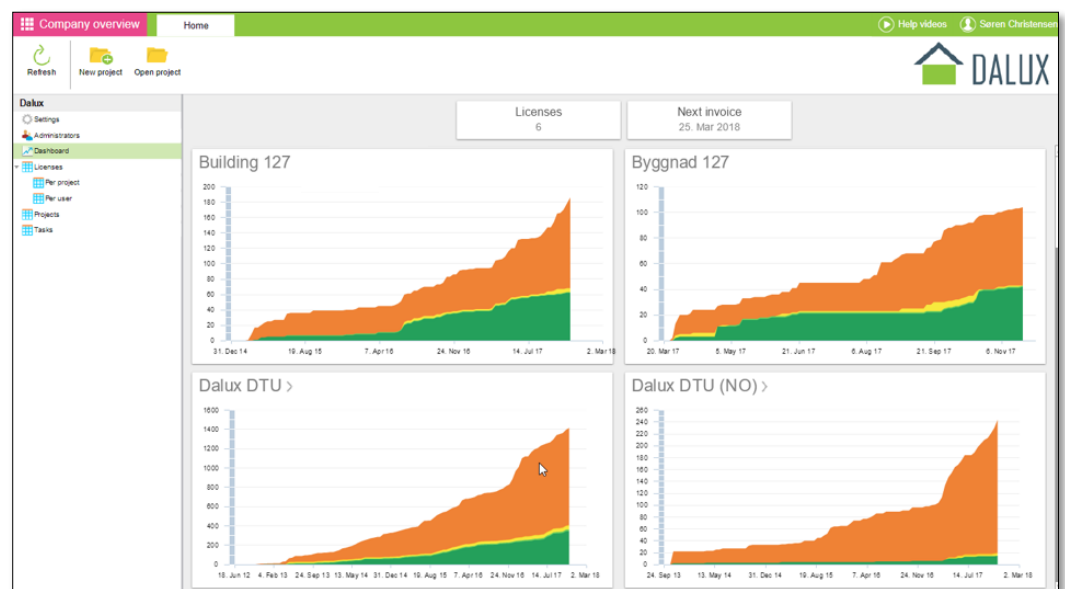 Company overview
Home
Help videos
Søren Christensen
Refresh
New project
Open project
DALUX
Dalux
Settings
Administrators
Dashboard
Licenses
Per project
Per user
Projects
Tasks
Licenses
6
Next invoice
25. Mar 2018
Building 127
200
180
160
140
120
100
80
60
40
20
0
31. Dec 14 19. Aug 15 7. Apr 16 24. Nov 16 14. Jul 17 2. Mar 18
Byggnad 127
120
100
80
60
40
20
0
20. Mar 17 5. May 17 21. Jun 17 6. Aug 17 21. Sep 17 6. Nov 17
Dalux DTU >
1600
1400
1200
1000
800
600
400
200
0
18. Jun 12 4. Feb 13 24. Sep 13 13. May 14 31. Dec 14 19. Aug 15 7. Apr 16 24. Nov 16 14. Jul 17 2. Mar 18
Dalux DTU (NO) >
260
240
220
200
180
160
140
120
100
80
60
40
20
0
24. Sep 13 13. May 14 31. Dec 14 19. Aug 15 7. Apr 16 24. Nov 16 14. Jul 17 2. Mar 18